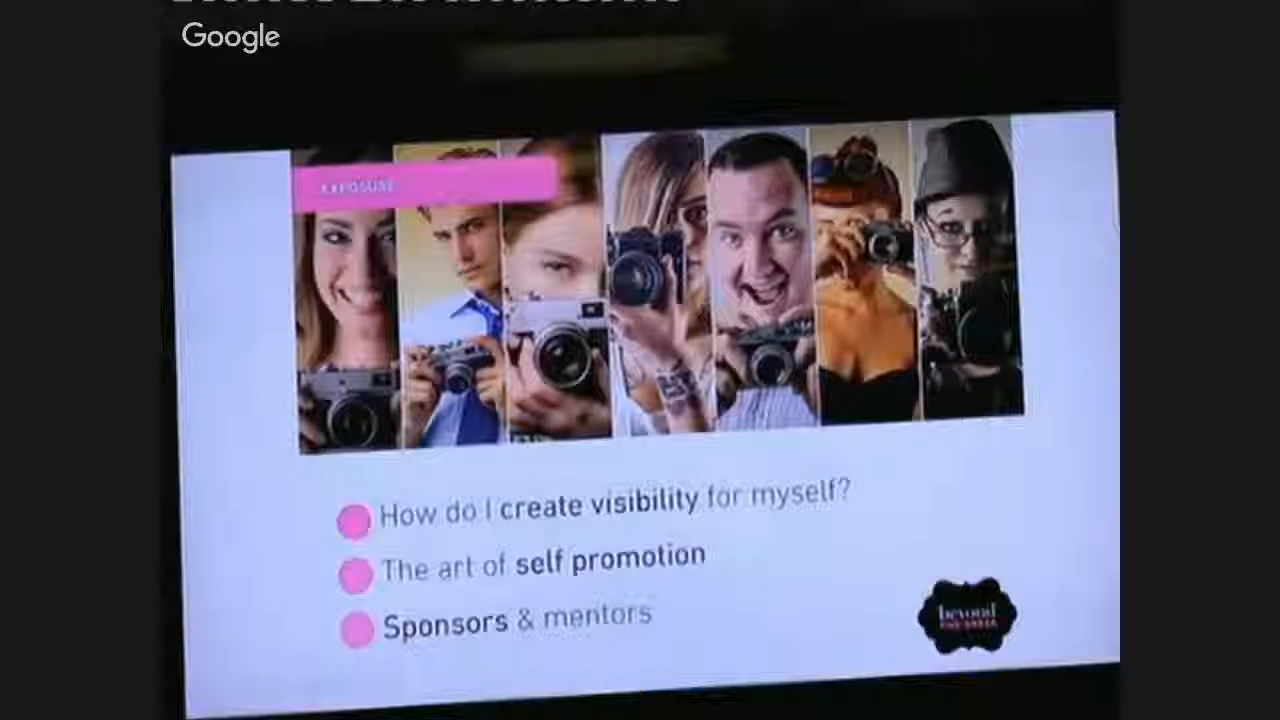 Google
EXPOSURE
How do I create visibility for myself?
The art of self promotion
Sponsors & mentors
beyond